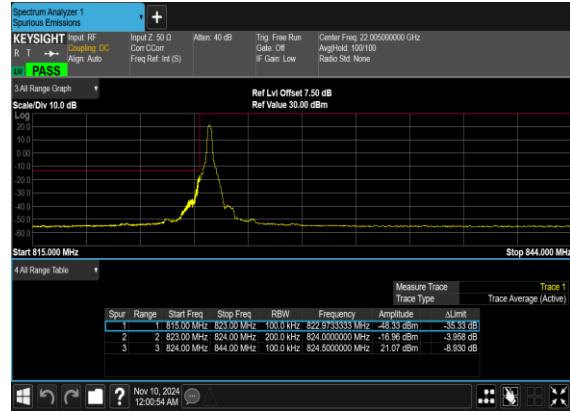 Spectrum Analyzer 1
Spurious Emissions
KEYSIGHT
R T
LXI PASS
Input: RF
Coupling: DC
Align: Auto
Input Z: 50 Ω
Corr CCorr
Freq Ref: Int (S)
Atten: 40 dB
Trig: Free Run
Gate: Off
IF Gain: Low
Center Freq: 22.005000000 GHz
Avg|Hold: 100/100
Radio Std: None
3 All Range Graph
Scale/Div 10.0 dB
Ref Lvl Offset 7.50 dB
Ref Value 30.00 dBm
Log
20.0
10.0
0.00
-10.0
-20.0
-30.0
-40.0
-50.0
-60.0
Start 815.000 MHz
Stop 844.000 MHz
4 All Range Table
Measure Trace Trace 1
Trace Type Trace Average (Active)
Spur Range Start Freq Stop Freq RBW Frequency Amplitude ΔLimit
1 1 815.00 MHz 823.00 MHz 100.0 kHz 822.9733333 MHz -48.33 dBm -35.33 dB
2 2 823.00 MHz 824.00 MHz 200.0 kHz 824.0000000 MHz -16.96 dBm -3.958 dB
3 3 824.00 MHz 844.00 MHz 100.0 kHz 824.5000000 MHz 21.07 dBm -8.930 dB
?
Nov 10, 2024
12:00:54 AM